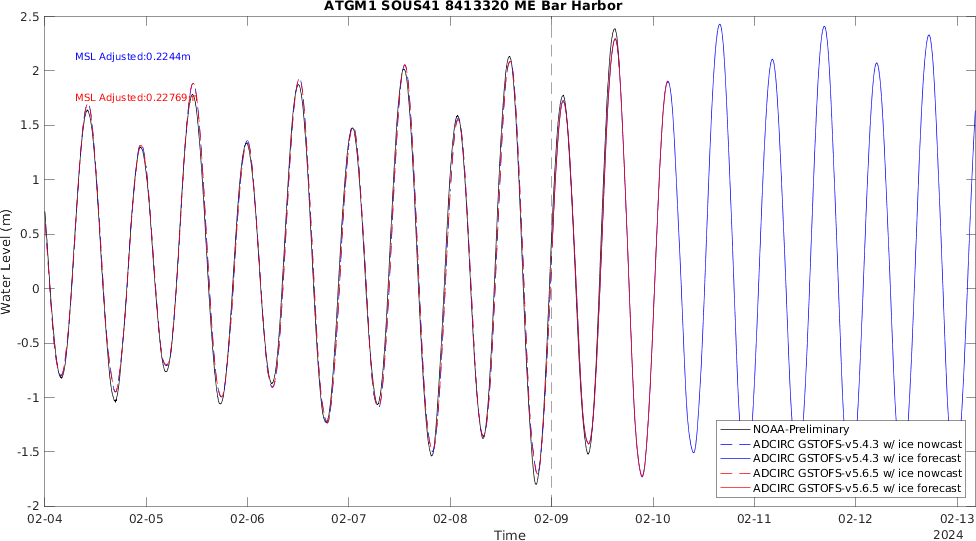 ATGM1 SOUS41 8413320 ME Bar Harbor
2.5
2
1.5
1
0.5
0
-0.5
-1
-1.5
-2
Water Level (m)
MSL Adjusted:0.2244m
MSL Adjusted:0.22769m
NOAA-Preliminary
ADCIRC GSTOFS-v5.4.3 w/ ice nowcast
ADCIRC GSTOFS-v5.4.3 w/ ice forecast
ADCIRC GSTOFS-v5.6.5 w/ ice nowcast
ADCIRC GSTOFS-v5.6.5 w/ ice forecast
02-04 02-05 02-06 02-07 02-08 02-09 02-10 02-11 02-12 02-13
Time
2024